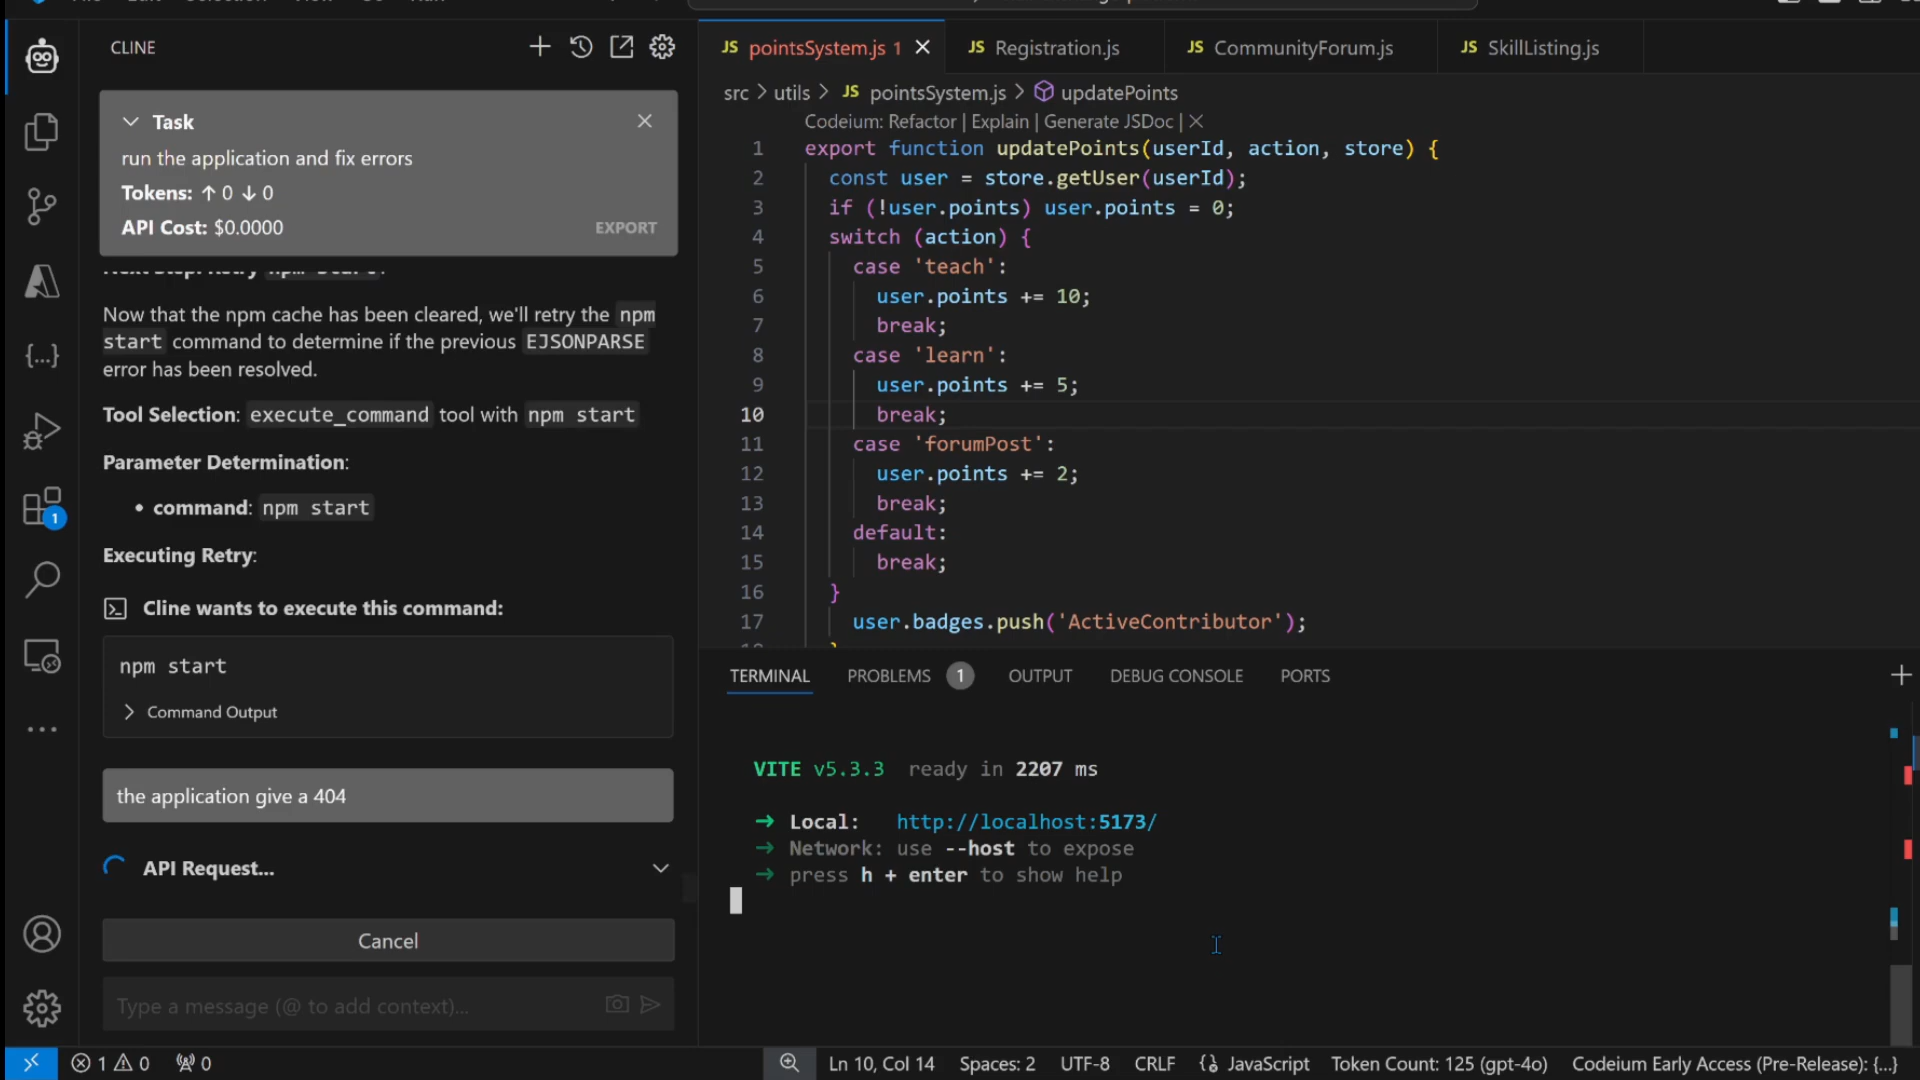 CLINE
Task
run the application and fix errors
Tokens: ↑ 0 ↓ 0
API Cost: $0.0000
EXPORT
Now that the npm cache has been cleared, we'll retry the npm
start command to determine if the previous EJSONPARSE
error has been resolved.
Tool Selection: execute_command tool with npm start
Parameter Determination:
• command: npm start
Executing Retry:
Cline wants to execute this command:
npm start
Command Output
the application give a 404
API Request...
Cancel
Type a message (@ to add context)...
1
JS pointsSystem.js 1
JS Registration.js
JS CommunityForum.js
JS SkillListing.js
src > utils > JS pointsSystem.js > updatePoints
Codeium: Refactor | Explain | Generate JSDoc | ×
1 export function updatePoints(userId, action, store) {
2 const user = store.getUser(userId);
3 if (!user.points) user.points = 0;
4 switch (action) {
5 case 'teach':
6 user.points += 10;
7 break;
8 case 'learn':
9 user.points += 5;
10 break;
11 case 'forumPost':
12 user.points += 2;
13 break;
14 default:
15 break;
16 }
17 user.badges.push('ActiveContributor');
TERMINAL PROBLEMS 1 OUTPUT DEBUG CONSOLE PORTS
VITE v5.3.3 ready in 2207 ms
➜ Local: http://localhost:5173/
➜ Network: use --host to expose
➜ press h + enter to show help
1 0 0
Ln 10, Col 14 Spaces: 2 UTF-8 CRLF JavaScript Token Count: 125 (gpt-4o) Codeium Early Access (Pre-Release): {...}